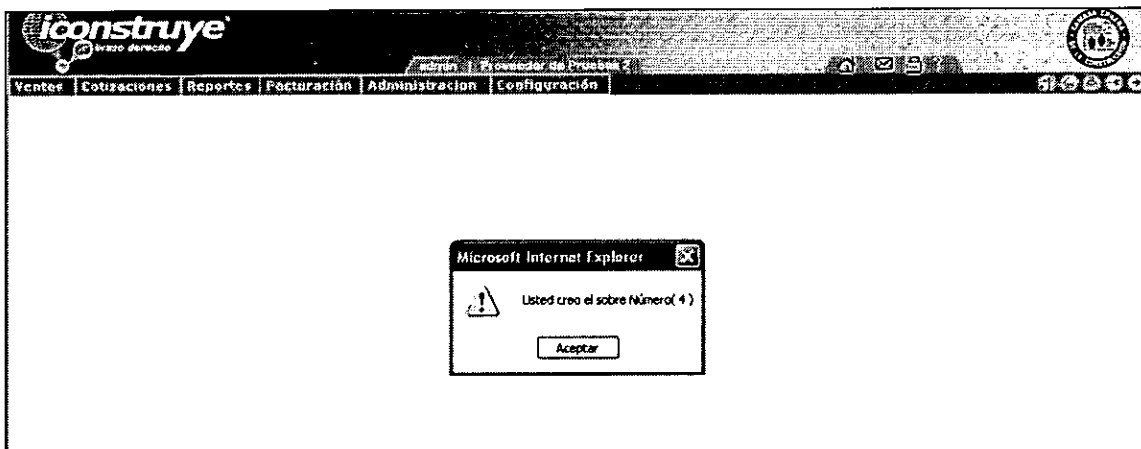 iconstruye
brazo derecho
admin | Proveedor de Pruebas 2
Ventas | Cotizaciones | Reportes | Facturación | Administracion | Configuración
Microsoft Internet Explorer
Usted creo el sobre Número( 4 )
Aceptar